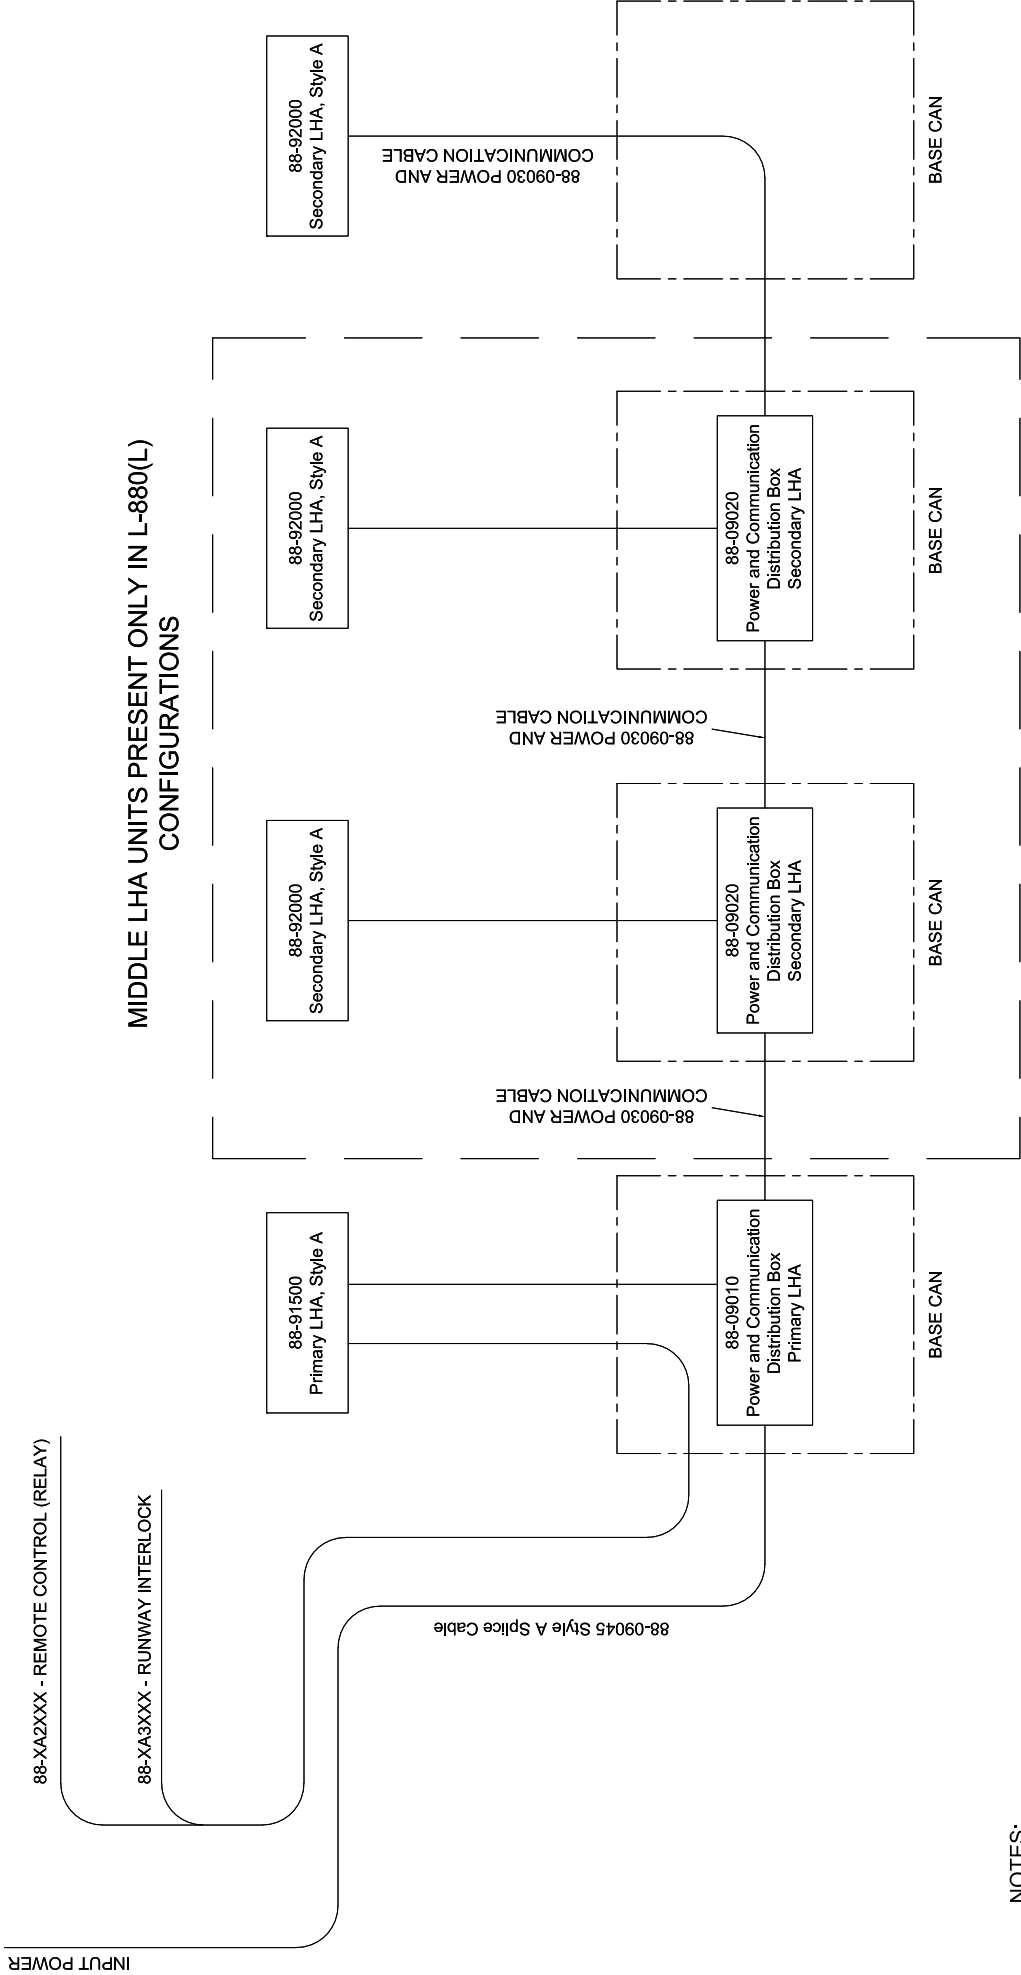 MIDDLE LHA UNITS PRESENT ONLY IN L-880(L)
CONFIGURATIONS
INPUT POWER
88-XA2XXX - REMOTE CONTROL (RELAY)
88-XA3XXX - RUNWAY INTERLOCK
88-09045 Style A Splice Cable
88-91500
Primary LHA, Style A
88-09010
Power and Communication
Distribution Box
Primary LHA
BASE CAN
88-09030 POWER AND
COMMUNICATION CABLE
88-92000
Secondary LHA, Style A
88-09020
Power and Communication
Distribution Box
Secondary LHA
BASE CAN
88-09030 POWER AND
COMMUNICATION CABLE
88-92000
Secondary LHA, Style A
88-09020
Power and Communication
Distribution Box
Secondary LHA
BASE CAN
88-92000
Secondary LHA, Style A
88-09030 POWER AND
COMMUNICATION CABLE
BASE CAN
NOTES: